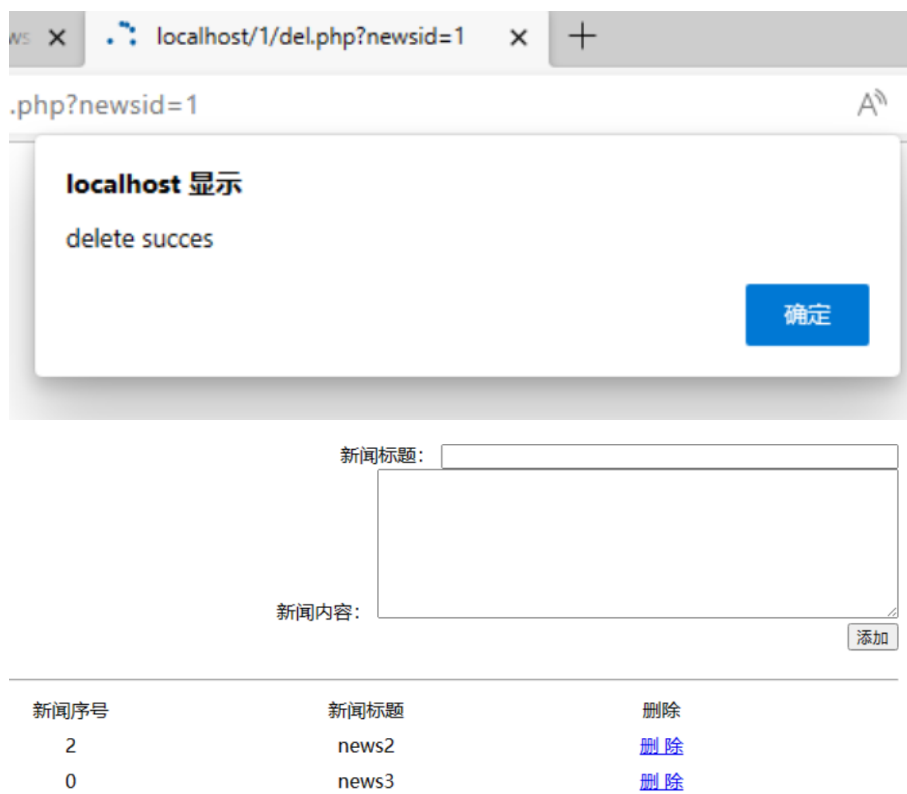 ws
localhost/1/del.php?newsid=1
.php?newsid=1
localhost 显示
delete succes
确定
新闻标题：
新闻内容：
添加
新闻序号 新闻标题 删除
2 news2 删 除
0 news3 删 除